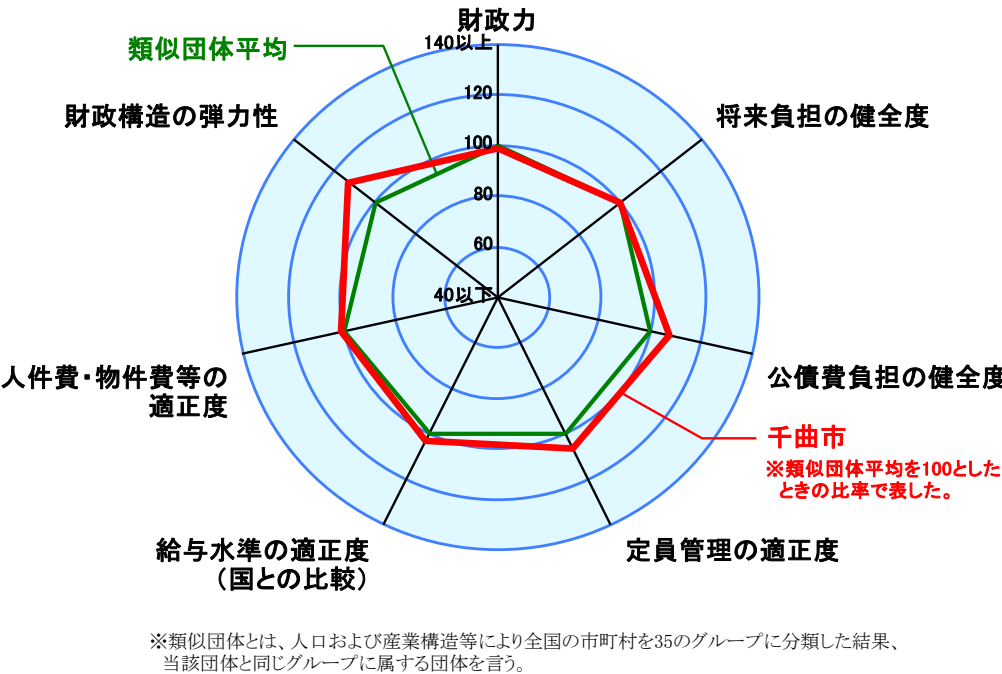 財政力
140以上
類似団体平均
120
財政構造の弾力性
将来負担の健全度
100
80
60
40以下
人件費・物件費等の
適正度
公債費負担の健全度
千曲市
※類似団体平均を100とした
ときの比率で表した。
給与水準の適正度
（国との比較）
定員管理の適正度
※類似団体とは、人口および産業構造等により全国の市町村を35のグループに分類した結果、
当該団体と同じグループに属する団体を言う。